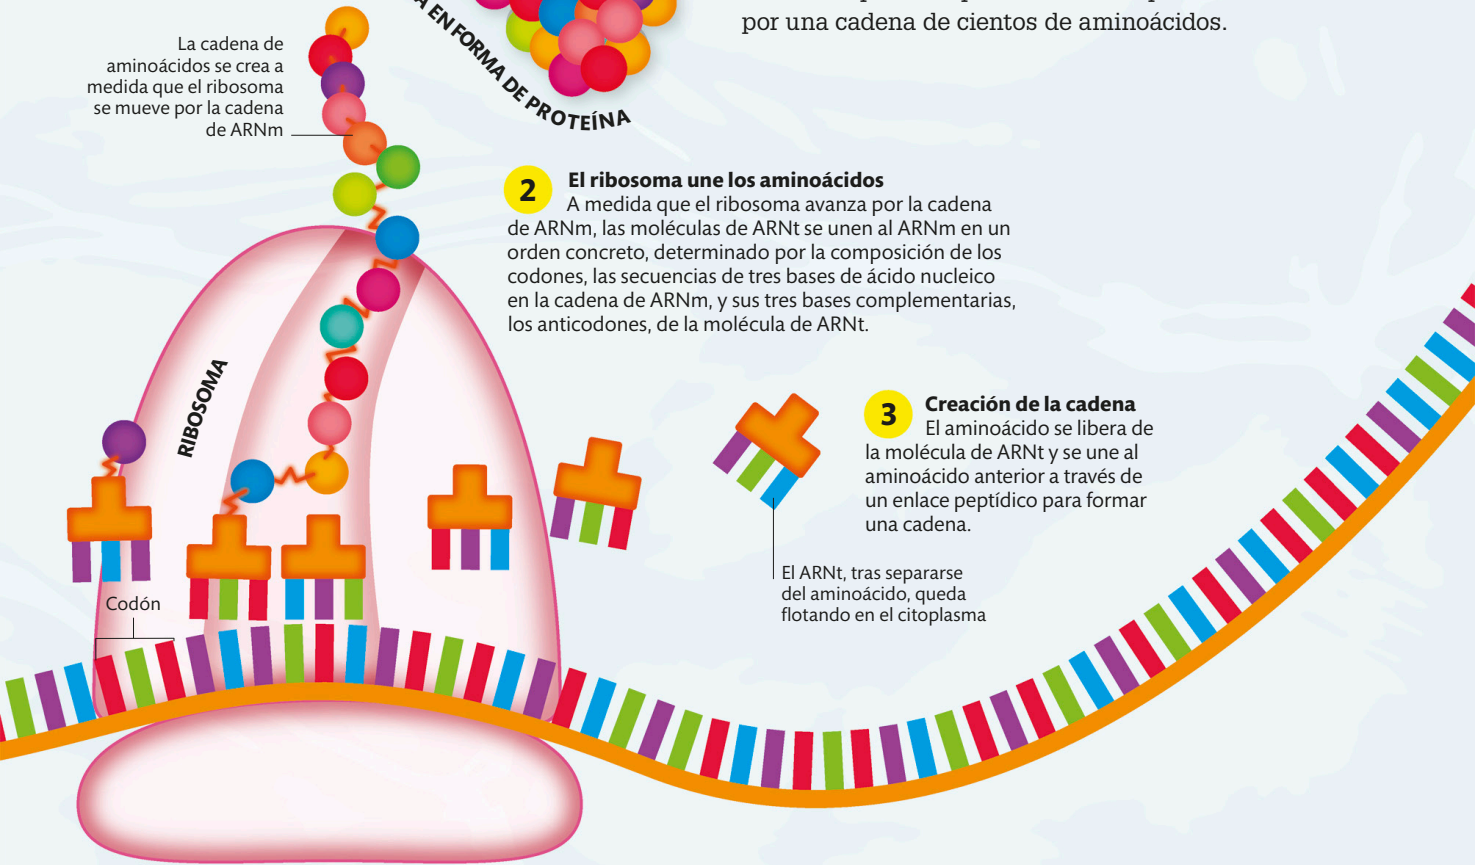 por una cadena de cientos de aminoácidos.
EN FORMA DE PROTEÍNA
La cadena de
aminoácidos se crea a
medida que el ribosoma
se mueve por la cadena
de ARNm
2
El ribosoma une los aminoácidos
A medida que el ribosoma avanza por la cadena
de ARNm, las moléculas de ARNt se unen al ARNm en un
orden concreto, determinado por la composición de los
codones, las secuencias de tres bases de ácido nucleico
en la cadena de ARNm, y sus tres bases complementarias,
los anticodones, de la molécula de ARNt.
RIBOSOMA
3
Creación de la cadena
El aminoácido se libera de
la molécula de ARNt y se une al
aminoácido anterior a través de
un enlace peptídico para formar
una cadena.
El ARNt, tras separarse
del aminoácido, queda
flotando en el citoplasma
Codón